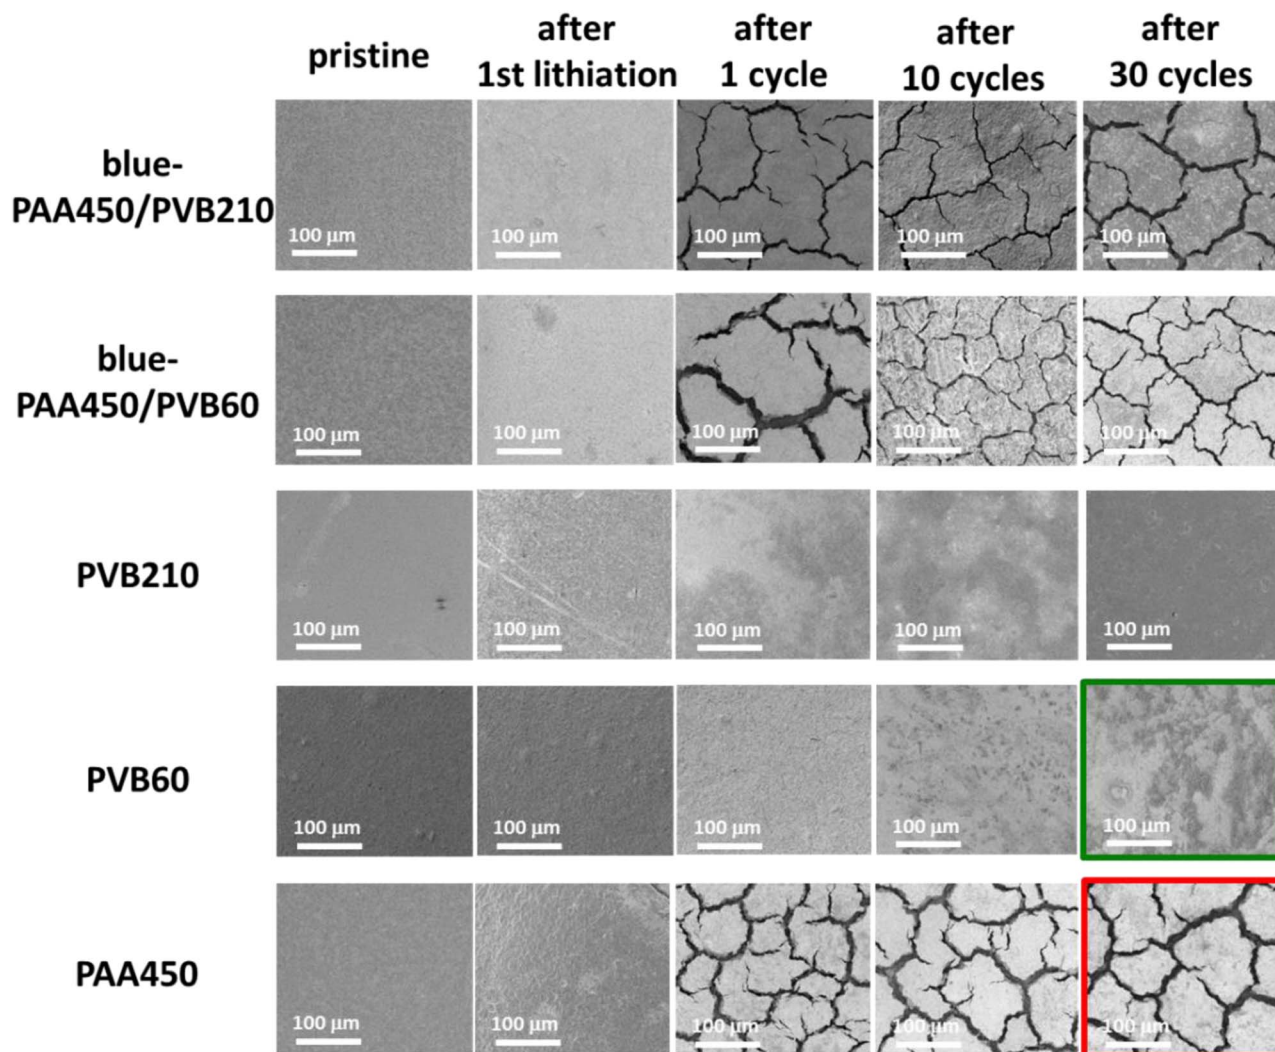 pristine
after
1st lithiation
after
1 cycle
after
10 cycles
after
30 cycles
blue-
PAA450/PVB210
100 µm
100 µm
100 µm
100 µm
100 µm
blue-
PAA450/PVB60
100 µm
100 µm
100 µm
100 µm
100 µm
PVB210
100 µm
100 µm
100 µm
100 µm
100 µm
PVB60
100 µm
100 µm
100 µm
100 µm
100 µm
PAA450
100 µm
100 µm
100 µm
100 µm
100 µm